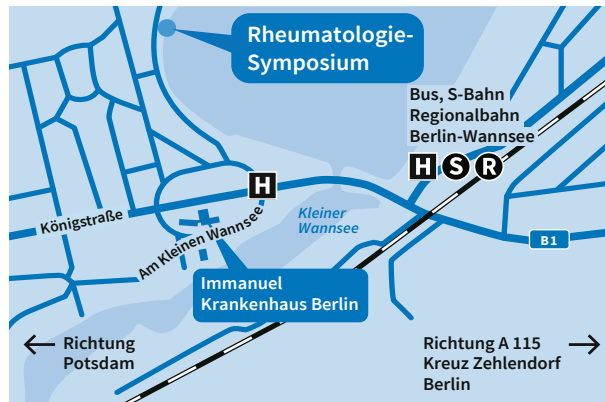 Rheumatologie-
Symposium
Bus, S-Bahn
Regionalbahn
Berlin-Wannsee
H S R
H
Königstraße
Am Kleinen Wannsee
Kleiner
Wannsee
B1
Immanuel
Krankenhaus Berlin
Richtung
Potsdam
Richtung A 115
Kreuz Zehlendorf
Berlin